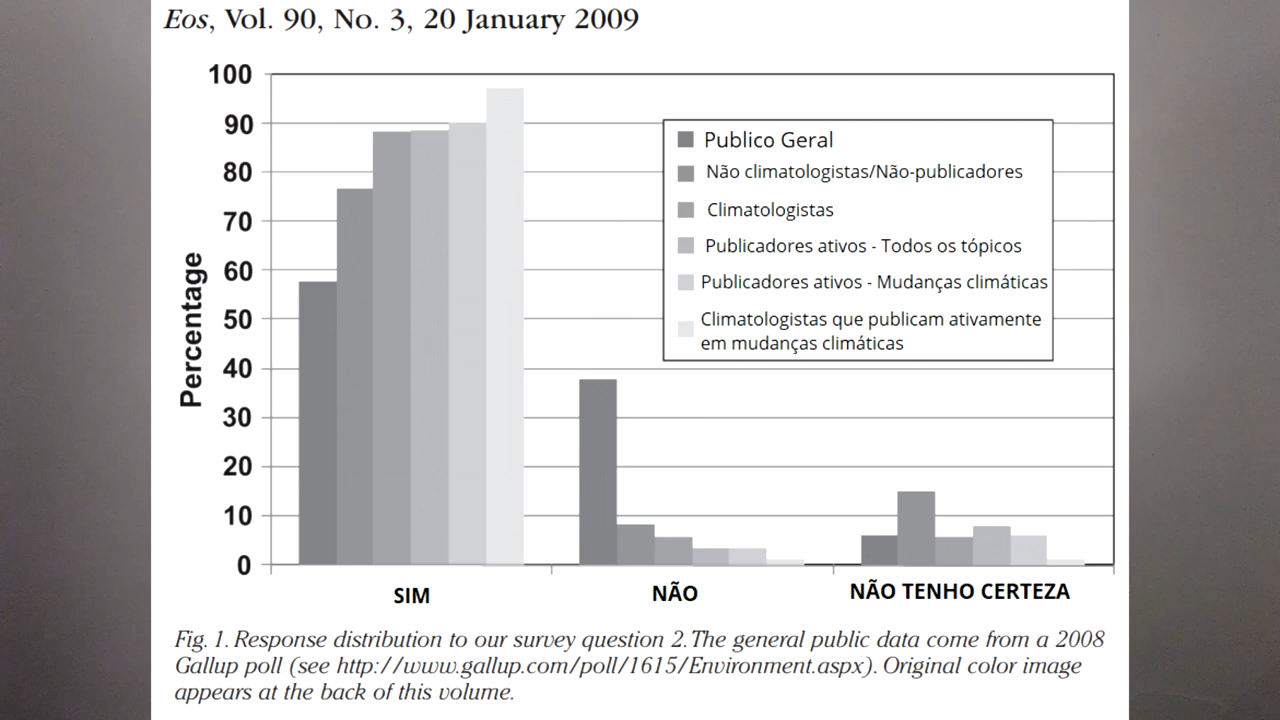 Eos, Vol. 90, No. 3, 20 January 2009
100
90
80
70
60
50
40
30
20
10
0
Percentage
Publico Geral
Não climatologistas/Não-publicadores
Climatologistas
Publicadores ativos - Todos os tópicos
Publicadores ativos - Mudanças climáticas
Climatologistas que publicam ativamente
em mudanças climáticas
SIM
NÃO
NÃO TENHO CERTEZA
Fig. 1. Response distribution to our survey question 2. The general public data come from a 2008
Gallup poll (see http://www.gallup.com/poll/1615/Environment.aspx). Original color image
appears at the back of this volume.